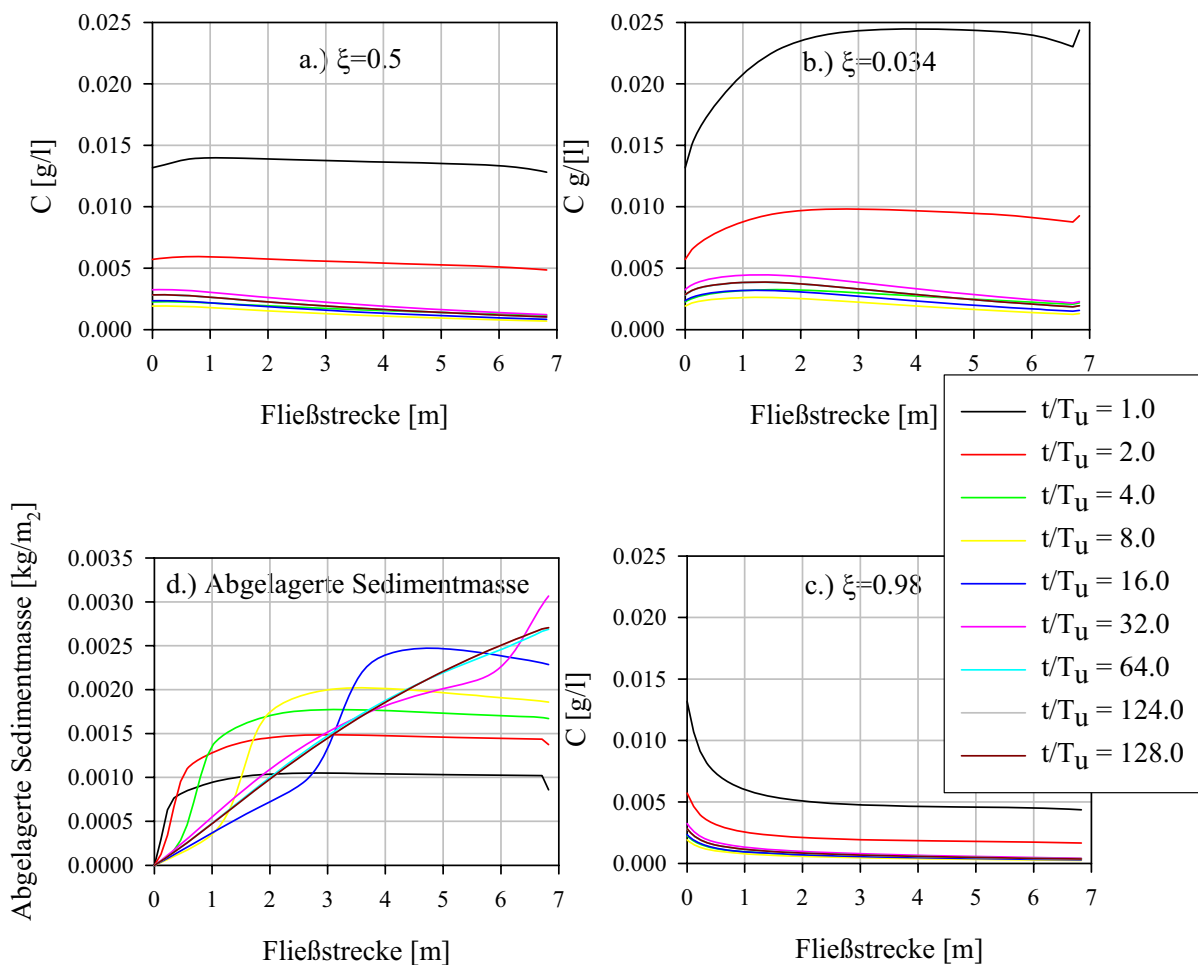 a.) ξ=0.5
C [g/l]
0.025
0.020
0.015
0.010
0.005
0.000
0 1 2 3 4 5 6 7
Fließstrecke [m]
b.) ξ=0.034
C g/[l]
0.025
0.020
0.015
0.010
0.005
0.000
0 1 2 3 4 5 6 7
Fließstrecke [m]
t/Tu = 1.0
t/Tu = 2.0
t/Tu = 4.0
t/Tu = 8.0
t/Tu = 16.0
t/Tu = 32.0
t/Tu = 64.0
t/Tu = 124.0
t/Tu = 128.0
d.) Abgelagerte Sedimentmasse
Abgelagerte Sedimentmasse [kg/m2]
0.0035
0.0030
0.0025
0.0020
0.0015
0.0010
0.0005
0.0000
0 1 2 3 4 5 6 7
Fließstrecke [m]
c.) ξ=0.98
C [g/l]
0.025
0.020
0.015
0.010
0.005
0.000
0 1 2 3 4 5 6 7
Fließstrecke [m]